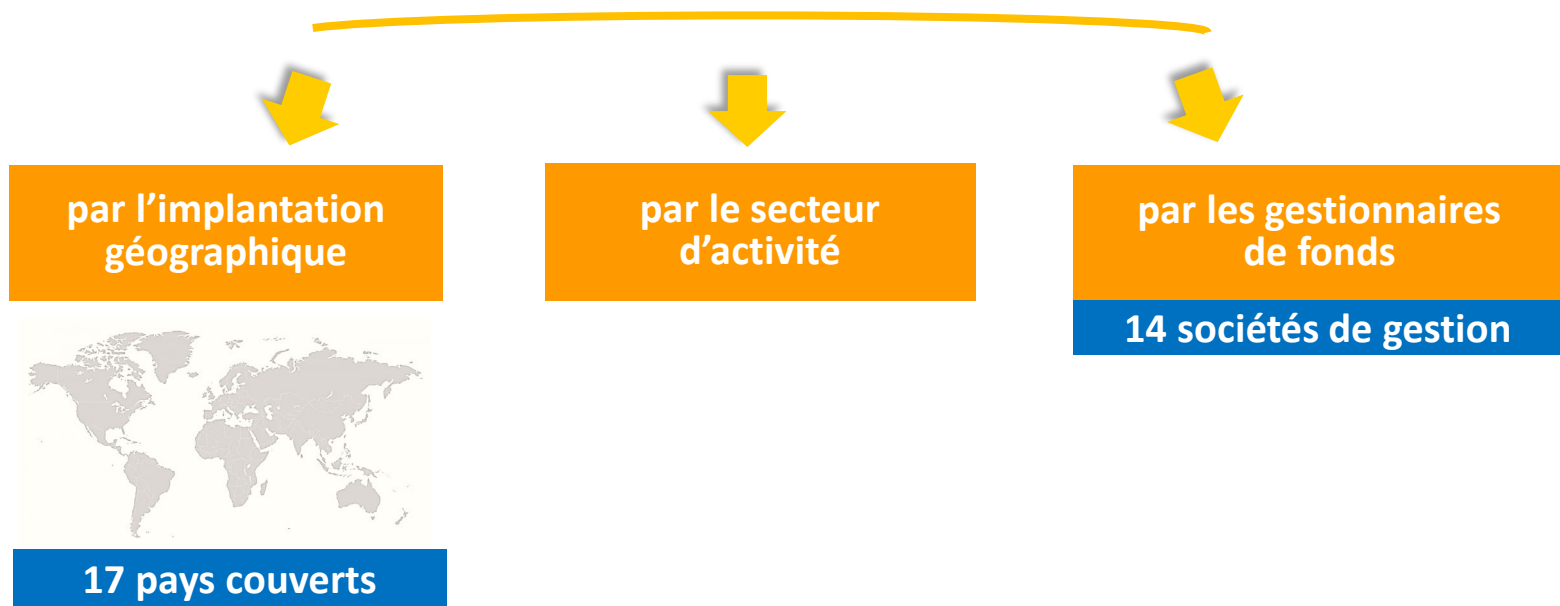 par l’implantation
géographique
par le secteur
d’activité
par les gestionnaires
de fonds
14 sociétés de gestion
17 pays couverts